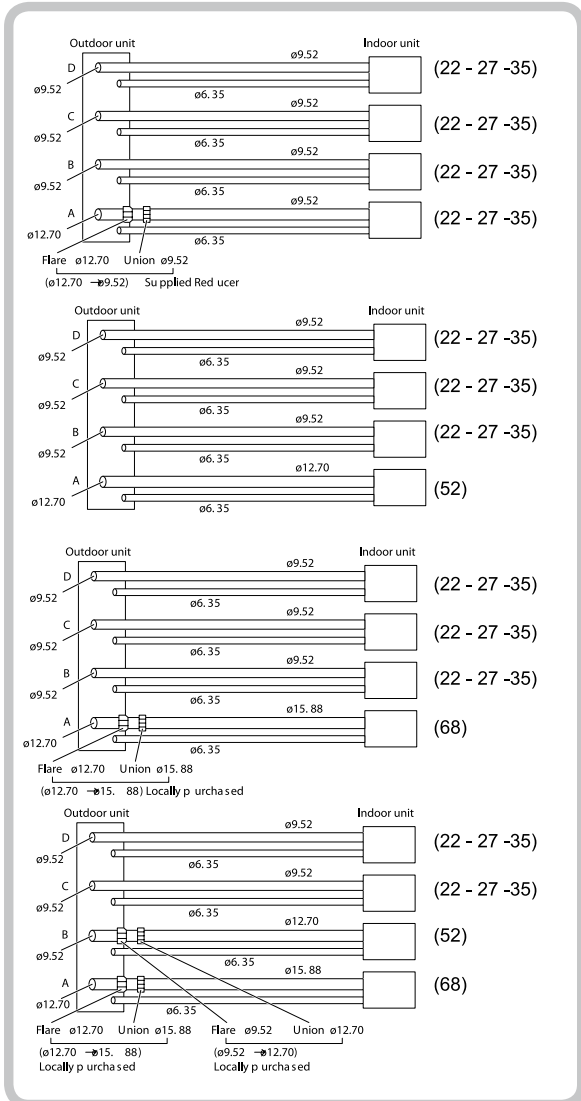 Outdoor unit Indoor unit
ø9.52
D (22 - 27 -35)
ø9.52 ø6.35
ø9.52
C (22 - 27 -35)
ø9.52 ø6.35
ø9.52
B (22 - 27 -35)
ø9.52 ø6.35
ø9.52
A (22 - 27 -35)
ø12.70 ø6.35
Flare ø12.70 Union ø9.52
(ø12.70 → ø9.52) Supplied Reducer
Outdoor unit Indoor unit
ø9.52
D (22 - 27 -35)
ø9.52 ø6.35
ø9.52
C (22 - 27 -35)
ø9.52 ø6.35
ø9.52
B (22 - 27 -35)
ø9.52 ø6.35
ø12.70
A (52)
ø12.70 ø6.35
Outdoor unit Indoor unit
ø9.52
D (22 - 27 -35)
ø9.52 ø6.35
ø9.52
C (22 - 27 -35)
ø9.52 ø6.35
ø9.52
B (22 - 27 -35)
ø9.52 ø6.35
ø15.88
A (68)
ø12.70 ø6.35
Flare ø12.70 Union ø15.88
(ø12.70 → ø15.88) Locally purchased
Outdoor unit Indoor unit
ø9.52
D (22 - 27 -35)
ø9.52 ø6.35
ø9.52
C (22 - 27 -35)
ø9.52 ø6.35
ø12.70
B (52)
ø9.52 ø6.35
ø15.88
A (68)
ø12.70 ø6.35
Flare ø12.70 Union ø15.88 Flare ø9.52 Union ø12.70
(ø12.70 → ø15.88) (ø9.52 → ø12.70)
Locally purchased Locally purchased